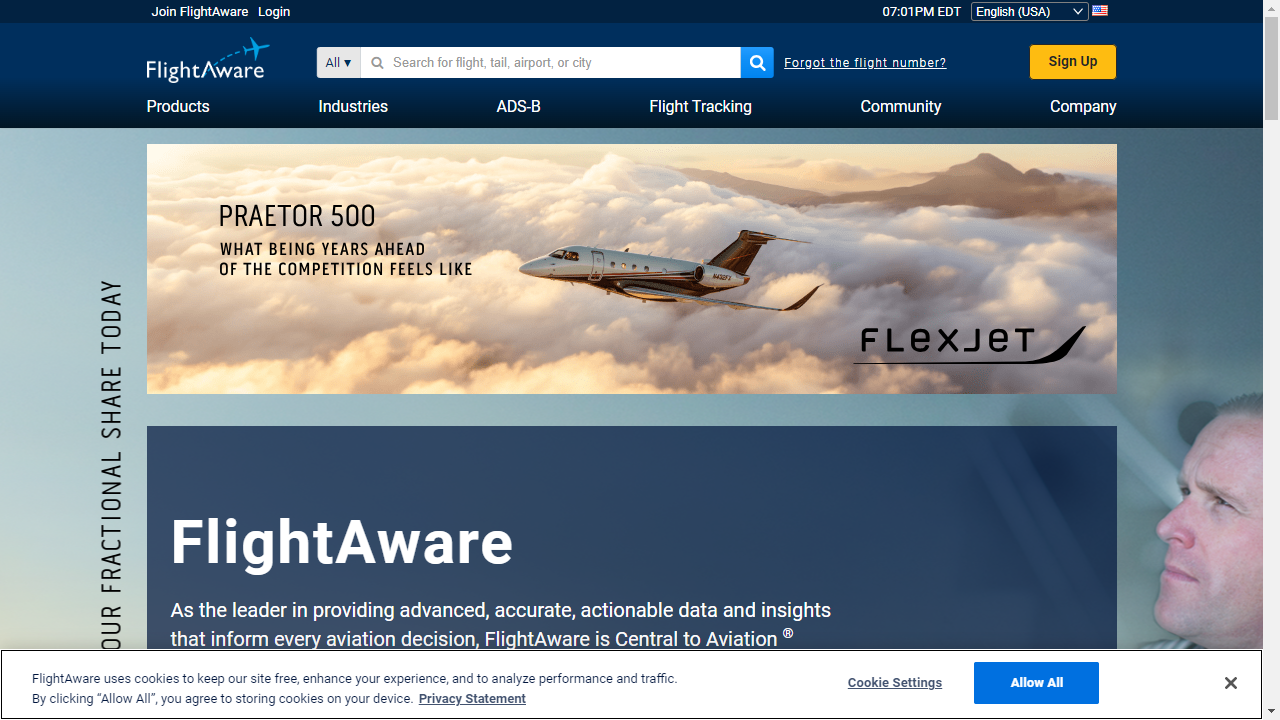 Join FlightAware Login 07:01PM EDT English (USA)
FlightAware All ▾ Search for flight, tail, airport, or city Forgot the flight number? Sign Up
Products Industries ADS-B Flight Tracking Community Company
PRAETOR 500
WHAT BEING YEARS AHEAD
OF THE COMPETITION FEELS LIKE
FLEXJET
OUR FRACTIONAL SHARE TODAY
FlightAware
As the leader in providing advanced, accurate, actionable data and insights
that inform every aviation decision, FlightAware is Central to Aviation ®
FlightAware uses cookies to keep our site free, enhance your experience, and to analyze performance and traffic.
By clicking “Allow All”, you agree to storing cookies on your device. Privacy Statement
Cookie Settings Allow All